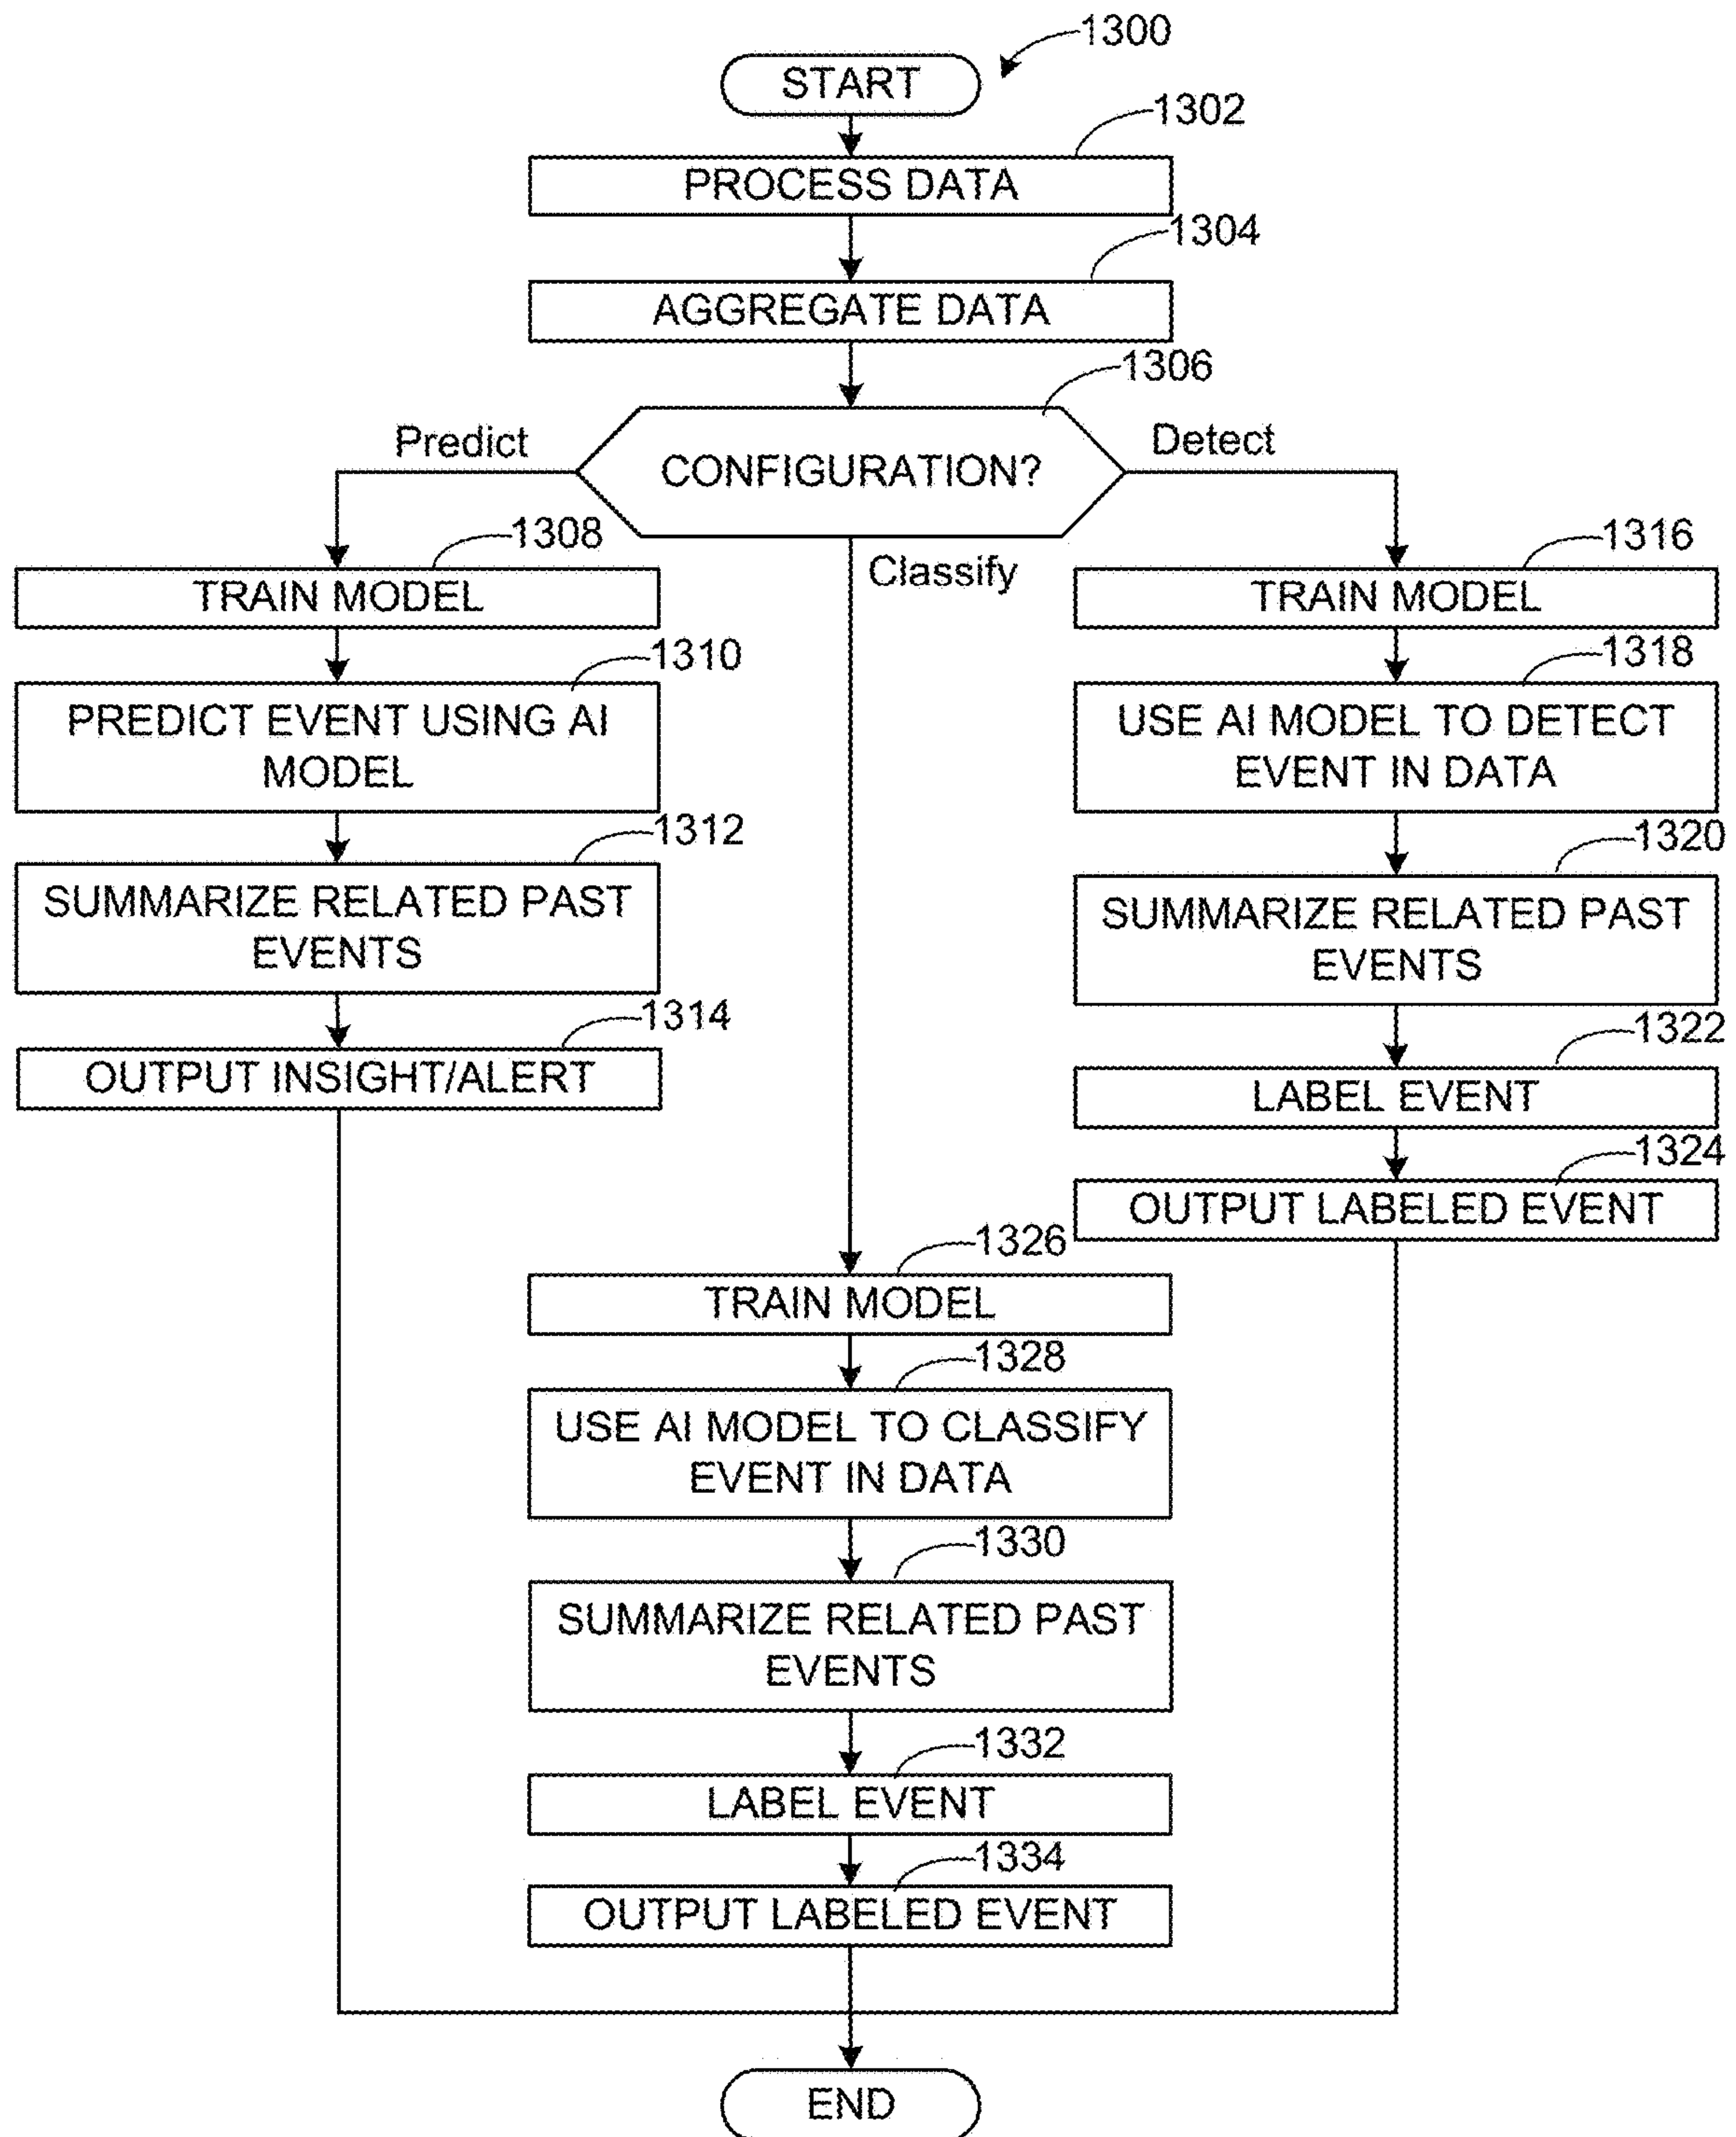 1300
START
1302
PROCESS DATA
1304
AGGREGATE DATA
1306
CONFIGURATION?
Predict
Detect
Classify
1308
TRAIN MODEL
1310
PREDICT EVENT USING AI
MODEL
1312
SUMMARIZE RELATED PAST
EVENTS
1314
OUTPUT INSIGHT/ALERT
1316
TRAIN MODEL
1318
USE AI MODEL TO DETECT
EVENT IN DATA
1320
SUMMARIZE RELATED PAST
EVENTS
1322
LABEL EVENT
1324
OUTPUT LABELED EVENT
1326
TRAIN MODEL
1328
USE AI MODEL TO CLASSIFY
EVENT IN DATA
1330
SUMMARIZE RELATED PAST
EVENTS
1332
LABEL EVENT
1334
OUTPUT LABELED EVENT
END